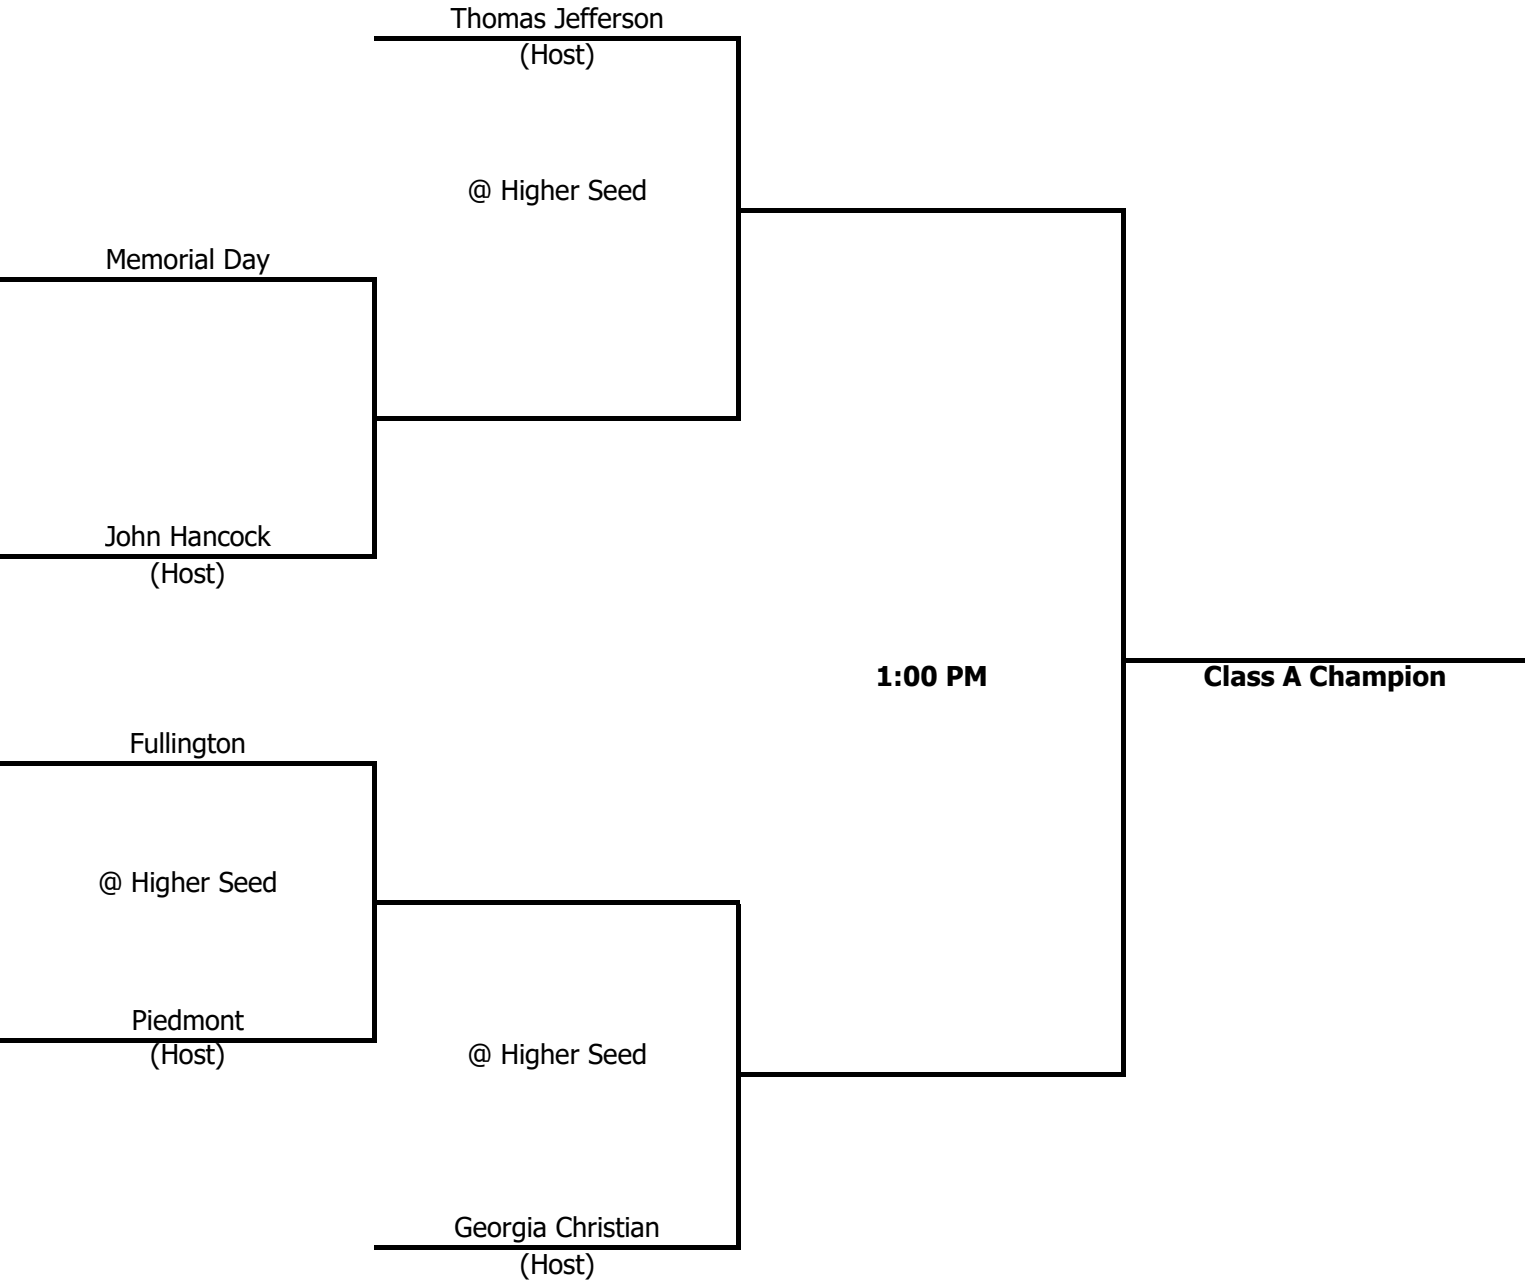 Thomas Jefferson
(Host)
@ Higher Seed
Memorial Day
John Hancock
(Host)
1:00 PM
Class A Champion
Fullington
@ Higher Seed
Piedmont
(Host)
@ Higher Seed
Georgia Christian
(Host)